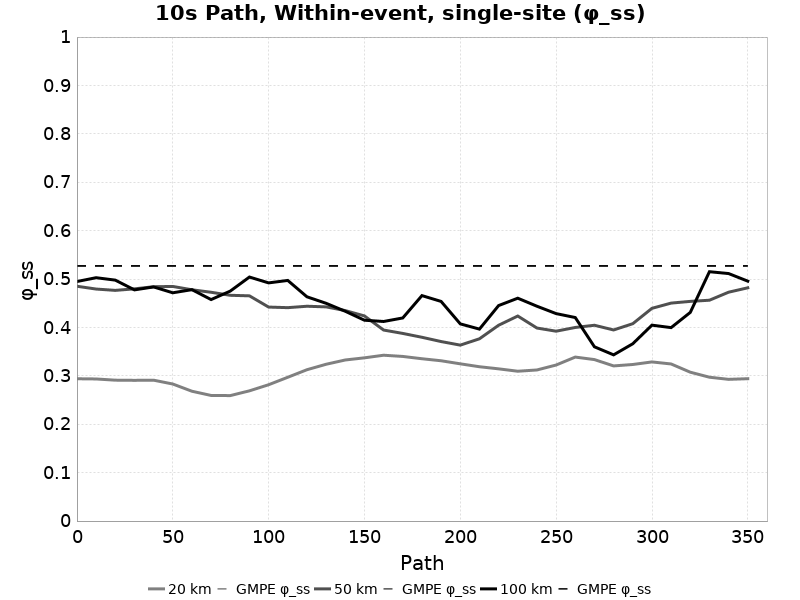 10s Path, Within-event, single-site (φ_ss)
1
0.9
0.8
0.7
0.6
0.5
0.4
0.3
0.2
0.1
0
φ_ss
0 50 100 150 200 250 300 350
Path
20 km GMPE φ_ss 50 km GMPE φ_ss 100 km GMPE φ_ss